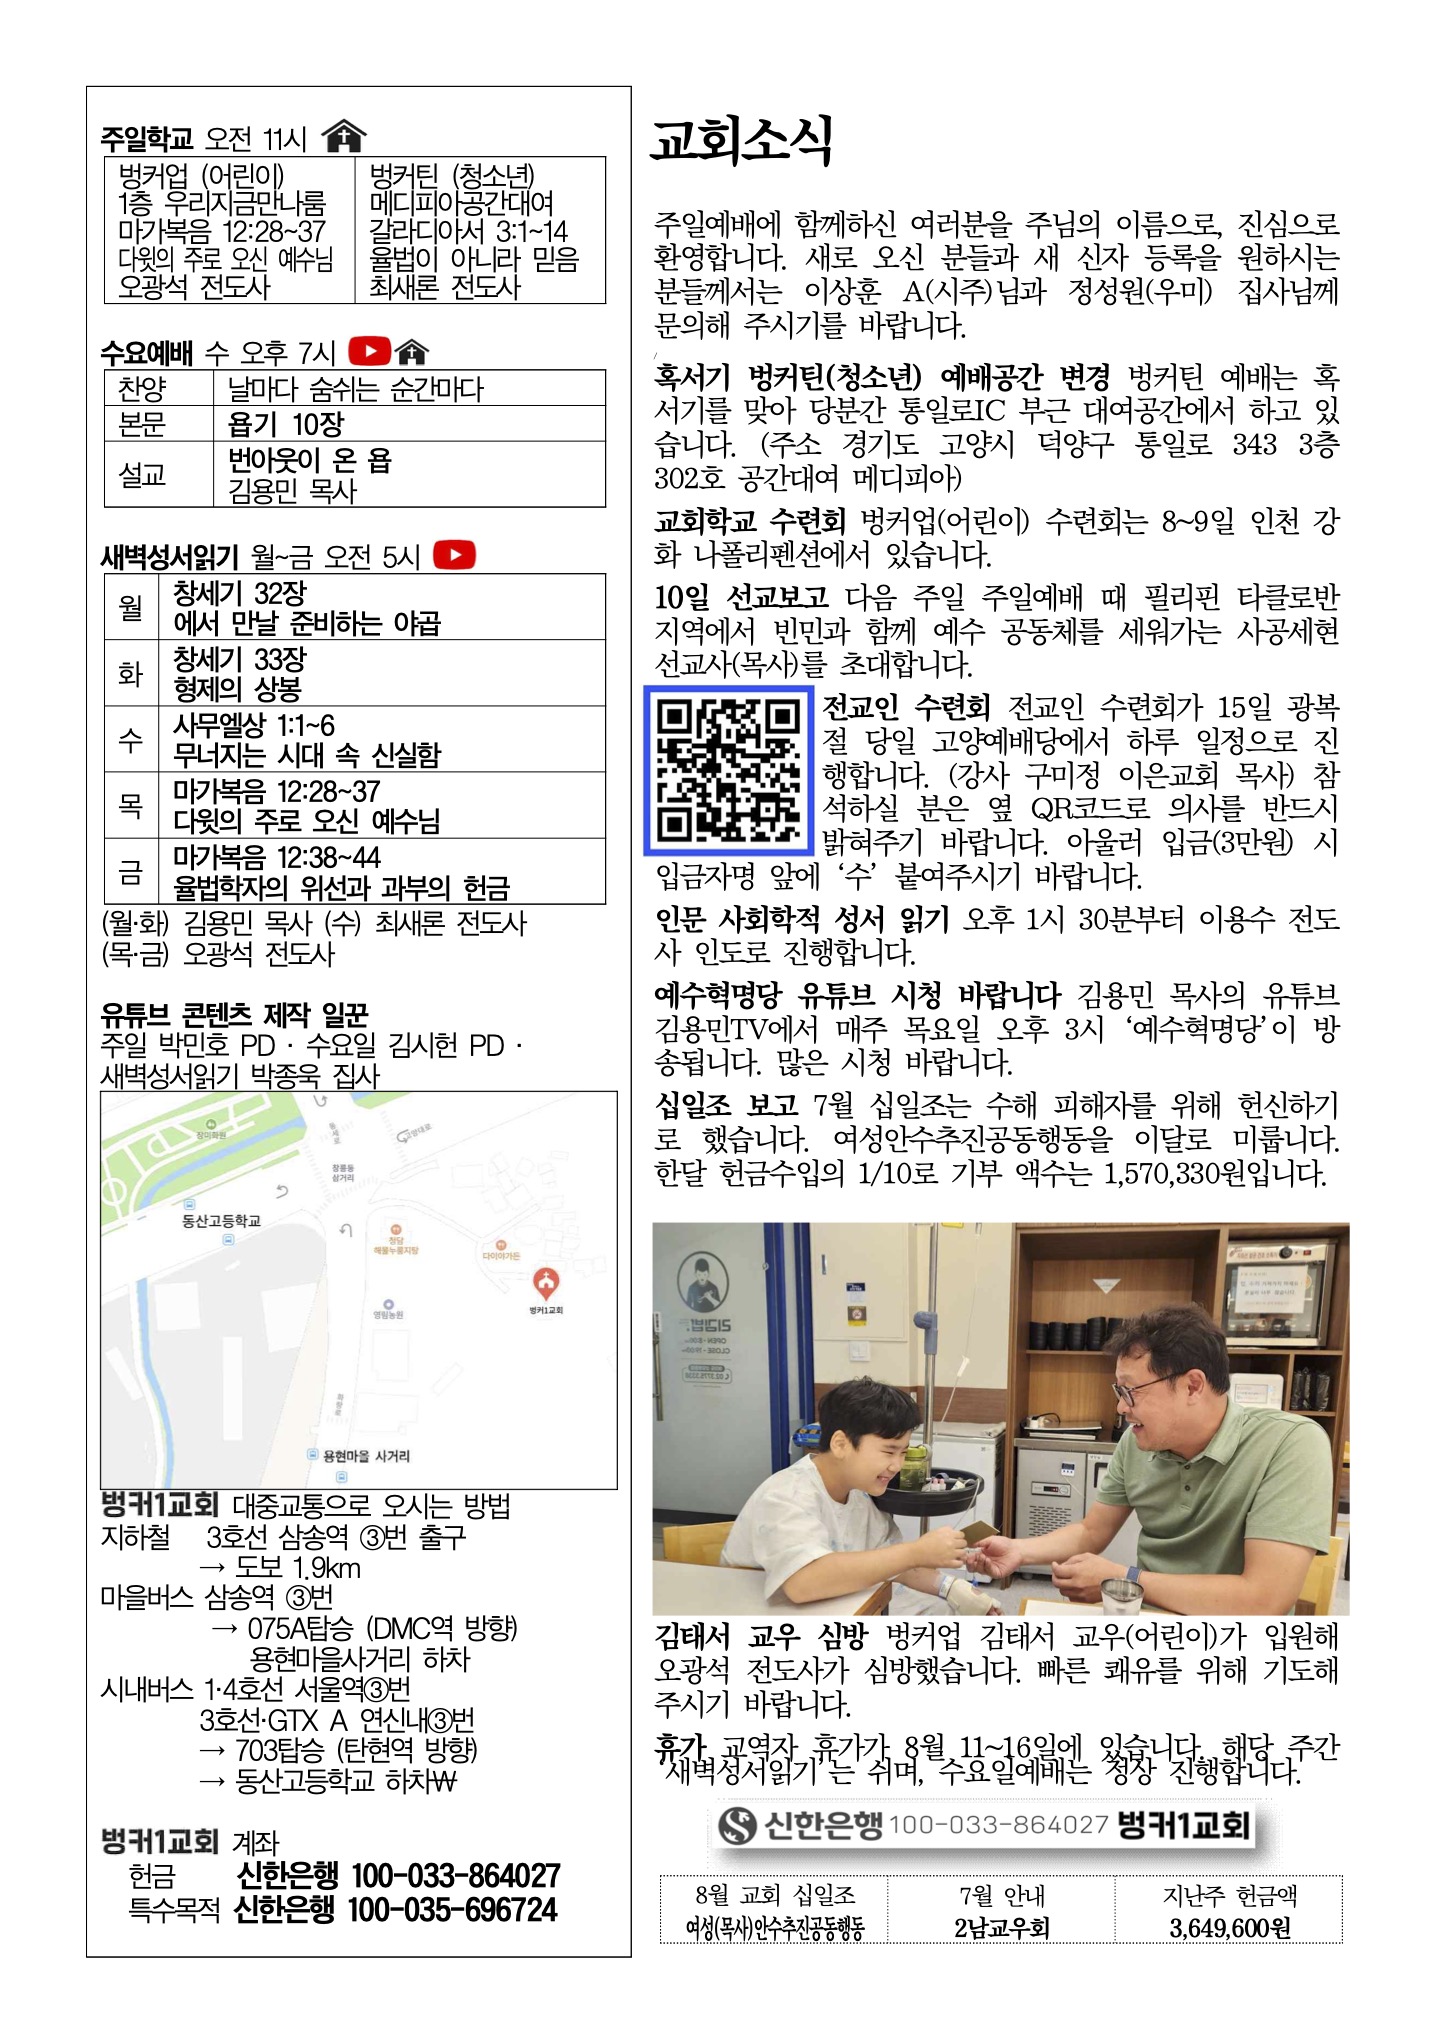 주일학교 오전 11시
벙커업 (어린이)
1층 우리지금만나룸
마가복음 12:28~37
다윗의 주로 오신 예수님
오광석 전도사
벙커틴 (청소년)
메디피아공간대여
갈라디아서 3:1~14
율법이 아니라 믿음
최새론 전도사
수요예배 수 오후 7시
찬양 날마다 숨쉬는 순간마다
본문 욥기 10장
설교 번아웃이 온 욥
김용민 목사
새벽성서읽기 월~금 오전 5시
월 창세기 32장
에서 만날 준비하는 야곱
화 창세기 33장
형제의 상봉
수 사무엘상 1:1~6
무너지는 시대 속 신실함
목 마가복음 12:28~37
다윗의 주로 오신 예수님
금 마가복음 12:38~44
율법학자의 위선과 과부의 헌금
(월·화) 김용민 목사 (수) 최새론 전도사
(목·금) 오광석 전도사
유튜브 콘텐츠 제작 일꾼
주일 박민호 PD · 수요일 김시헌 PD ·
새벽성서읽기 박종욱 집사
장미화원
고양대로
장릉동
삼거리
동산고등학교
청담
해물누룽지탕
다이아가든
벙커1교회
영림농원
화랑로
용현마을 사거리
벙커1교회 대중교통으로 오시는 방법
지하철 3호선 삼송역 ③번 출구
→ 도보 1.9km
마을버스 삼송역 ③번
→ 075A탑승 (DMC역 방향)
용현마을사거리 하차
시내버스 1·4호선 서울역③번
3호선·GTX A 연신내③번
→ 703탑승 (탄현역 방향)
→ 동산고등학교 하차₩
벙커1교회 계좌
헌금 신한은행 100-033-864027
특수목적 신한은행 100-035-696724
교회소식
주일예배에 함께하신 여러분을 주님의 이름으로, 진심으로
환영합니다. 새로 오신 분들과 새 신자 등록을 원하시는
분들께서는 이상훈 A(시주)님과 정성원(우미) 집사님께
문의해 주시기를 바랍니다.
/
혹서기 벙커틴(청소년) 예배공간 변경 벙커틴 예배는 혹
서기를 맞아 당분간 통일로IC 부근 대여공간에서 하고 있
습니다. (주소 경기도 고양시 덕양구 통일로 343 3층
302호 공간대여 메디피아)
교회학교 수련회 벙커업(어린이) 수련회는 8~9일 인천 강
화 나폴리펜션에서 있습니다.
10일 선교보고 다음 주일 주일예배 때 필리핀 타클로반
지역에서 빈민과 함께 예수 공동체를 세워가는 사공세현
선교사(목사)를 초대합니다.
전교인 수련회 전교인 수련회가 15일 광복
절 당일 고양예배당에서 하루 일정으로 진
행합니다. (강사 구미정 이은교회 목사) 참
석하실 분은 옆 QR코드로 의사를 반드시
밝혀주기 바랍니다. 아울러 입금(3만원) 시
입금자명 앞에 ‘수’ 붙여주시기 바랍니다.
인문 사회학적 성서 읽기 오후 1시 30분부터 이용수 전도
사 인도로 진행합니다.
예수혁명당 유튜브 시청 바랍니다 김용민 목사의 유튜브
김용민TV에서 매주 목요일 오후 3시 ‘예수혁명당’이 방
송됩니다. 많은 시청 바랍니다.
십일조 보고 7월 십일조는 수해 피해자를 위해 헌신하기
로 했습니다. 여성안수추진공동행동을 이달로 미룹니다.
한달 헌금수입의 1/10로 기부 액수는 1,570,330원입니다.
김태서 교우 심방 벙커업 김태서 교우(어린이)가 입원해
오광석 전도사가 심방했습니다. 빠른 쾌유를 위해 기도해
주시기 바랍니다.
휴가 교역자 휴가가 8월 11~16일에 있습니다. 해당 주간
‘새벽성서읽기’는 쉬며, 수요일예배는 정상 진행합니다.
신한은행 100-033-864027 벙커1교회
8월 교회 십일조
여성(목사)안수추진공동행동
7월 안내
2남교우회
지난주 헌금액
3,649,600원